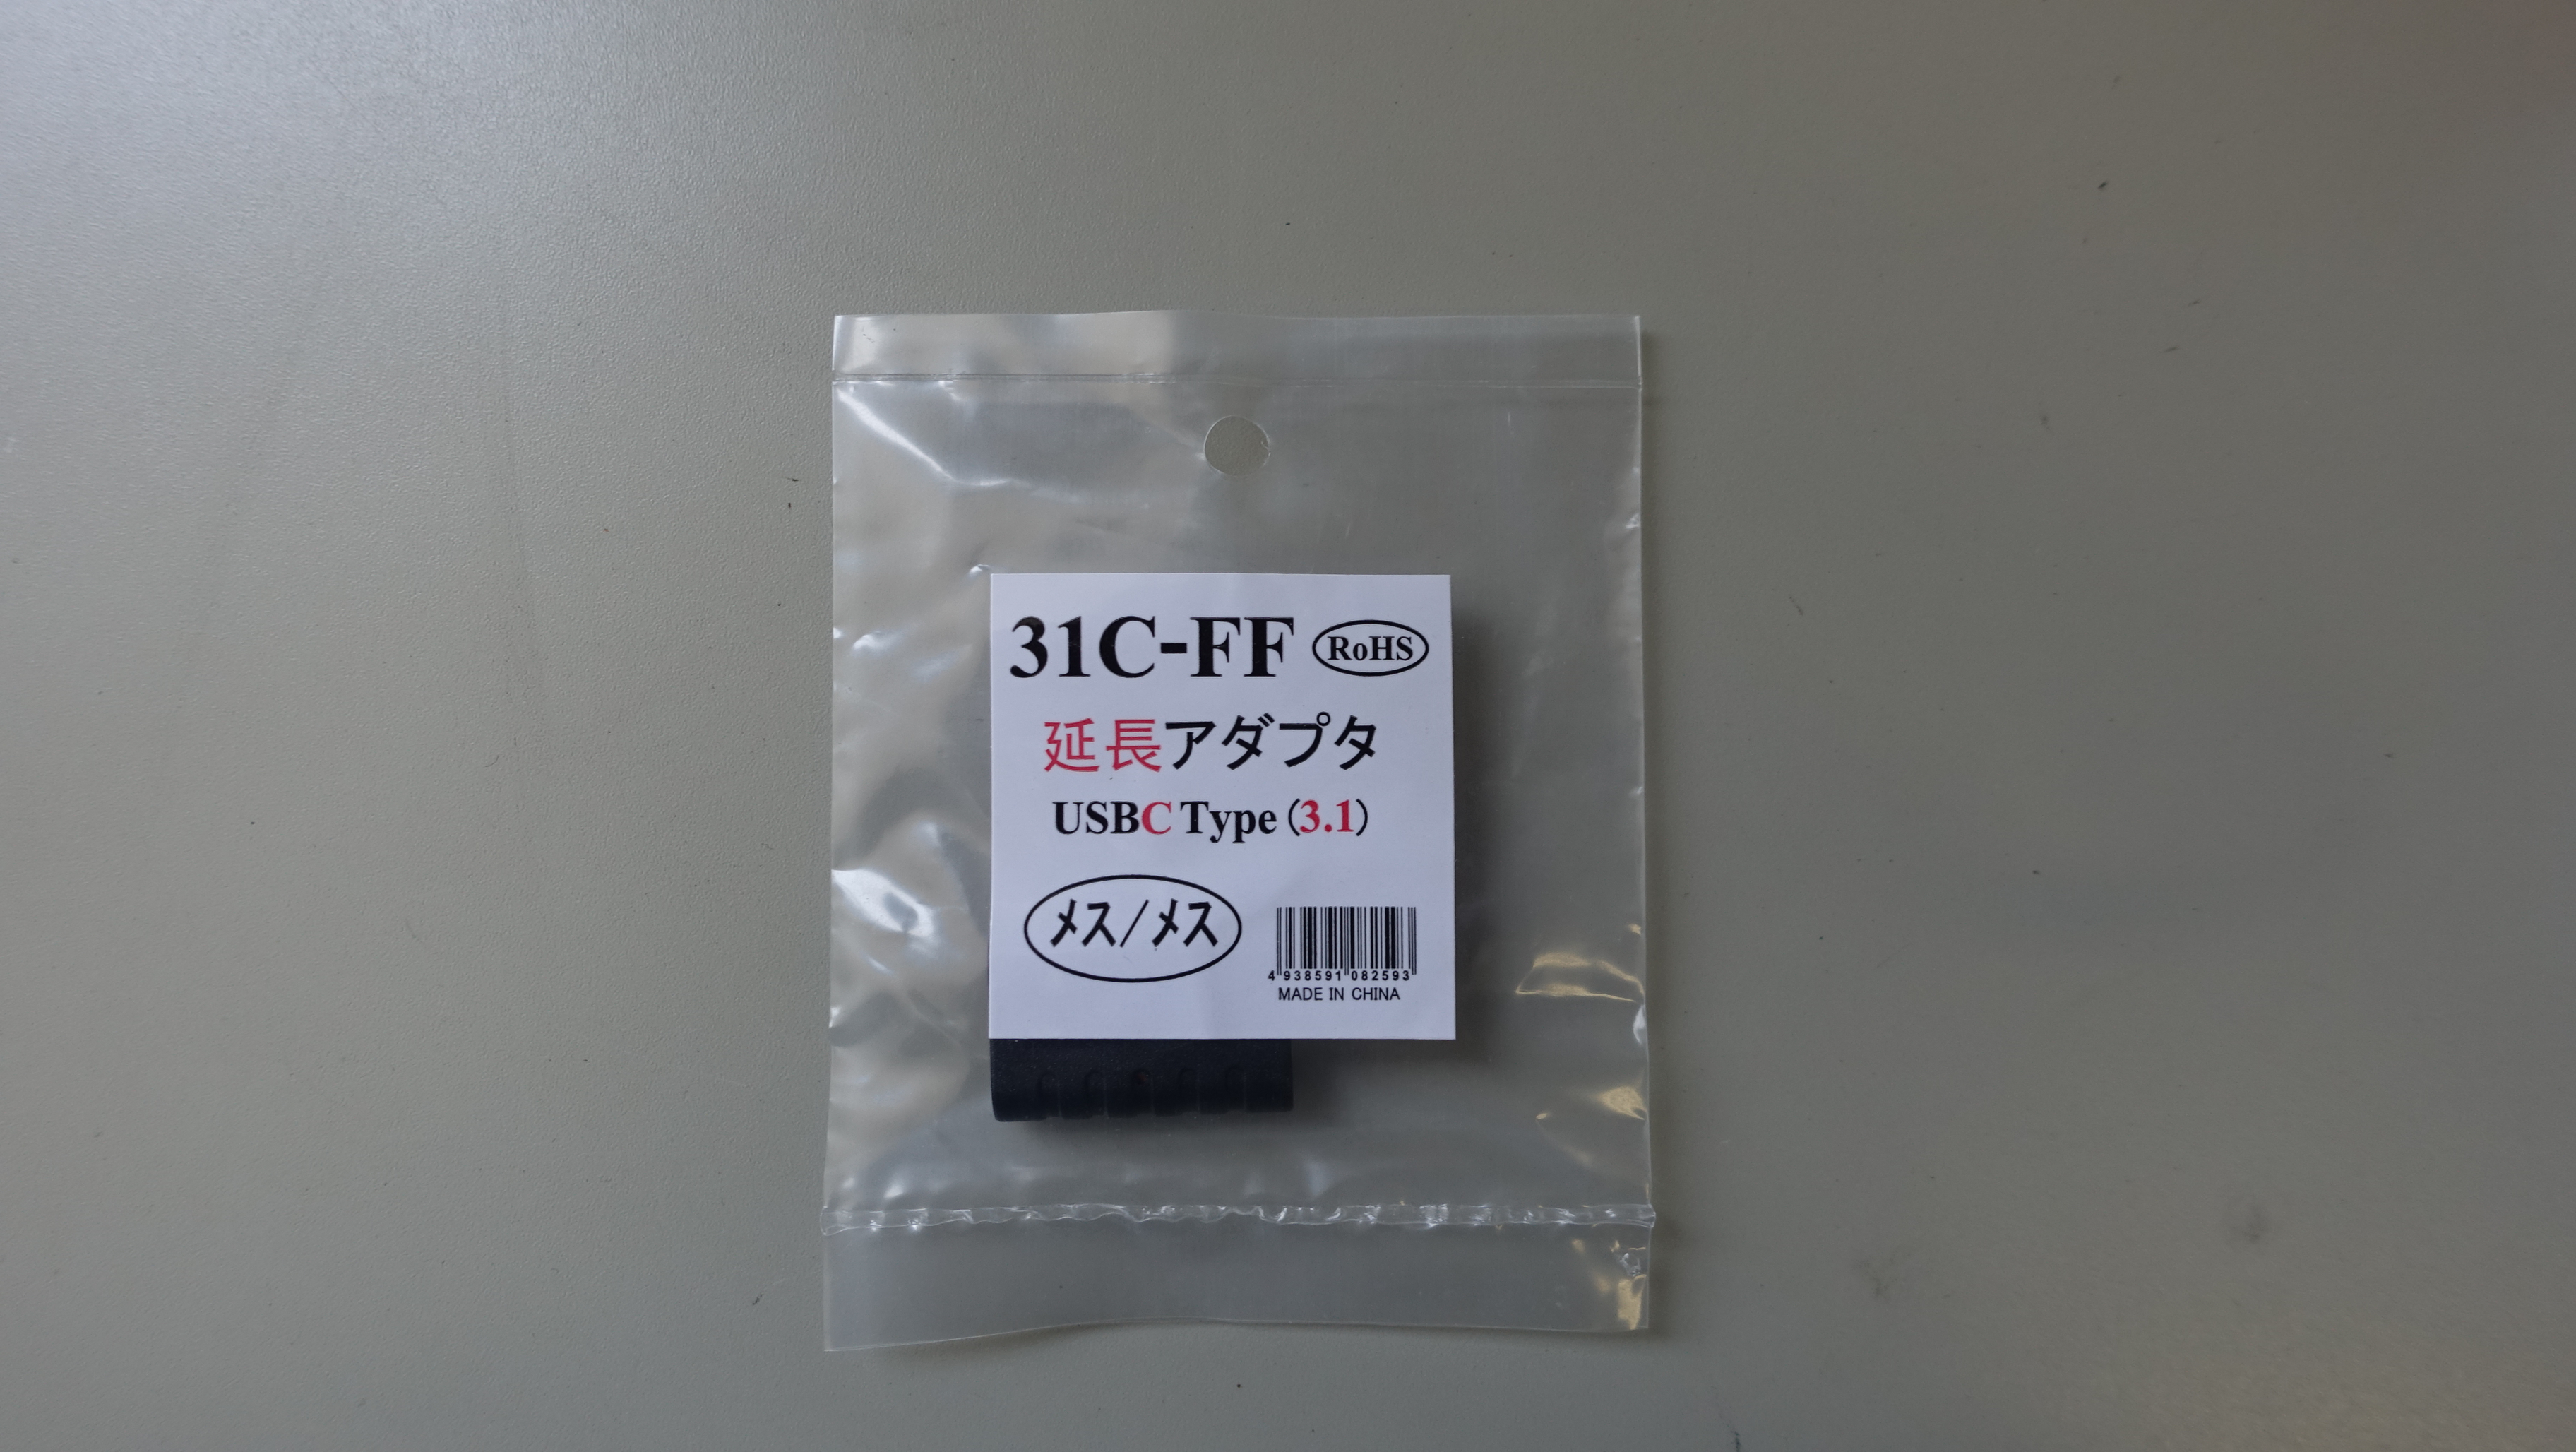 31C-FF RoHS
延長アダプタ
USBC Type (3.1)
メス/メス
4 938591 082593
MADE IN CHINA